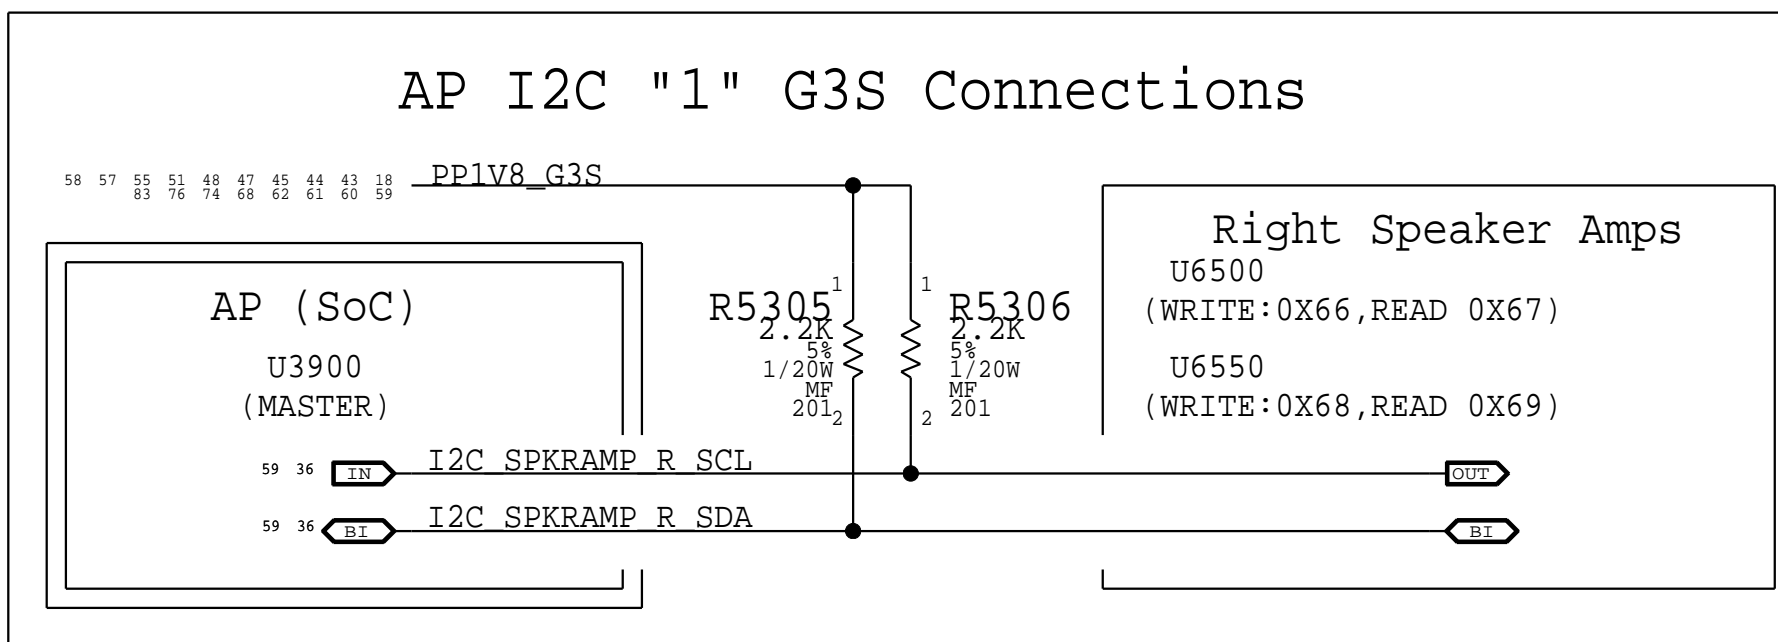 AP I2C "1" G3S Connections
58 57 55 51 48 47 45 44 43 18
83 76 74 68 62 61 60 59
PP1V8_G3S
AP (SoC)
U3900
(MASTER)
R5305
2.2K
5%
1/20W
MF
201
1
2
R5306
2.2K
5%
1/20W
MF
201
1
2
Right Speaker Amps
U6500
(WRITE:0X66,READ 0X67)
U6550
(WRITE:0X68,READ 0X69)
59 36 IN I2C_SPKRAMP_R_SCL OUT
59 36 BI I2C_SPKRAMP_R_SDA BI